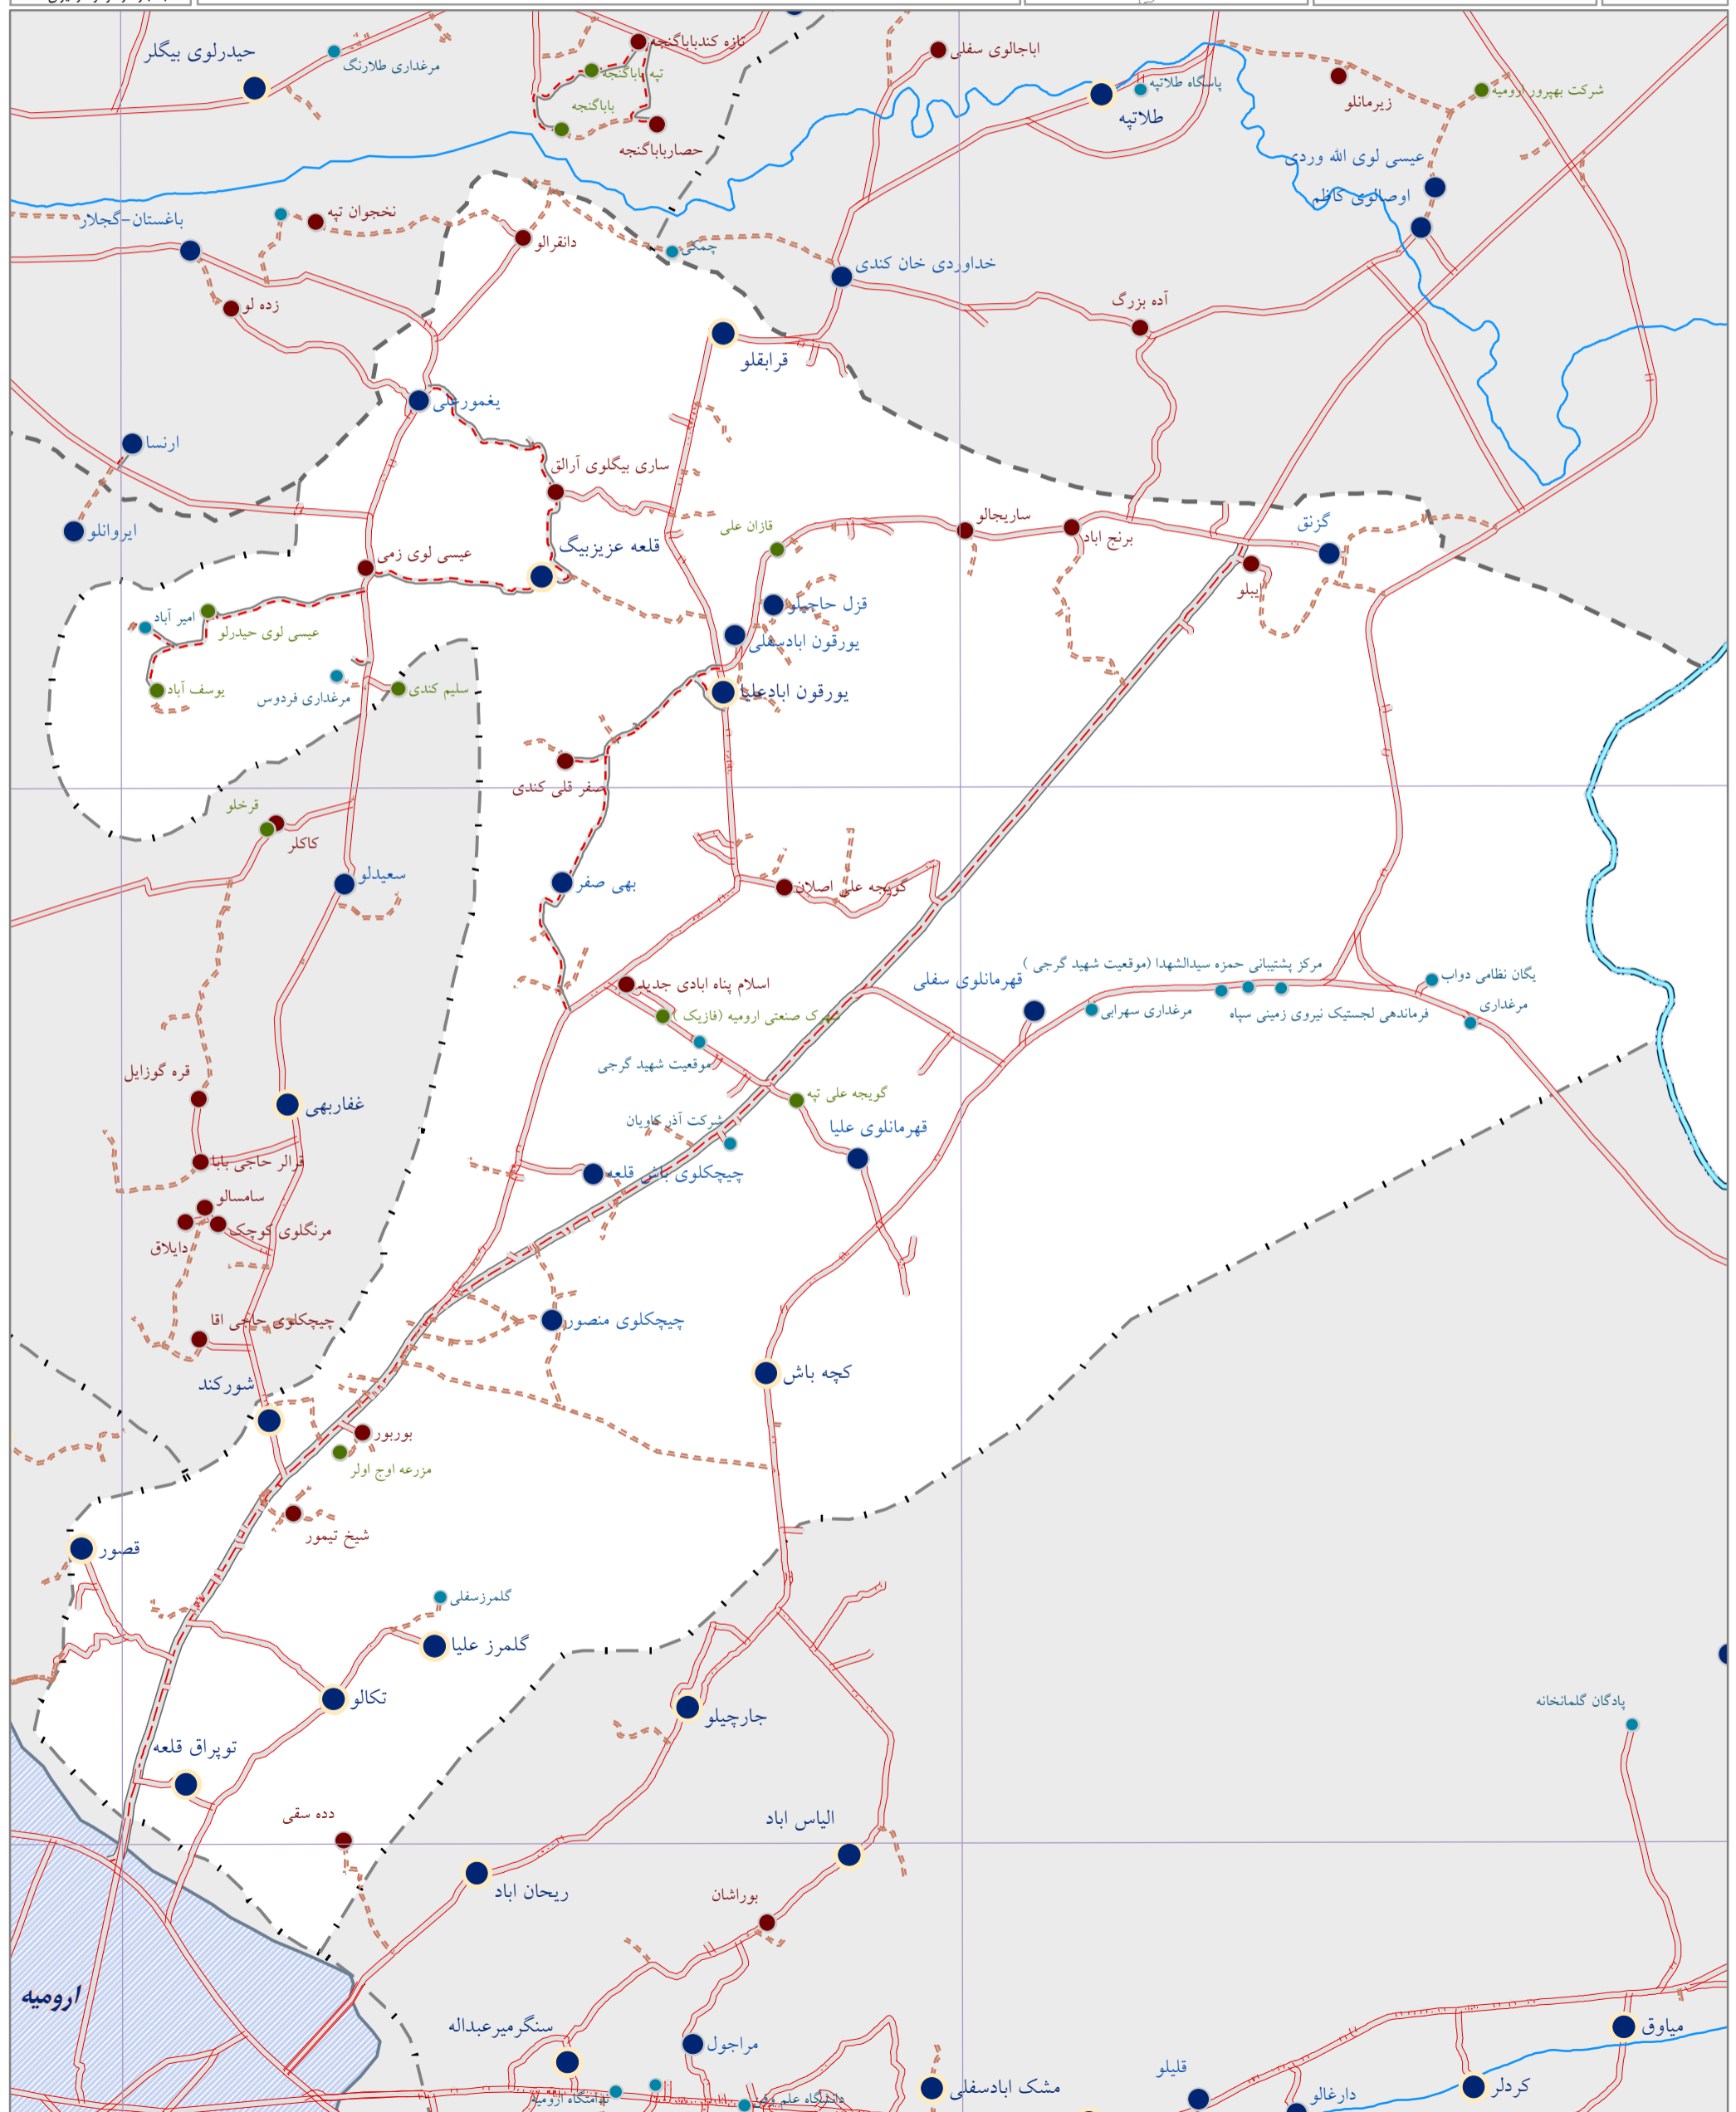 تازه کندباباگنجه
اباجالوی سفلی
حیدرلوی بیگلر
مرغداری طلارنگ
تپه باباگنجه
پاسگاه طلاتپه
شرکت بهپرور ارومیه
زیرمانلو
باباگنجه
طلاتپه
حصارباباگنجه
عیسی لوی الله وردی
اوصالوی کاظم
نخجوان تپه
باغستان-گجلار
دانقرالو
چمکی
خداوردی خان کندی
زده لو
آده بزرگ
قرابقلو
یغمورعلی
ارنسا
ساری بیگلوی آرالق
ایروانلو
قازان علی
ساریجالو
گزنق
برنج اباد
قلعه عزیزبیگ
عیسی لوی زمی
ایبلو
قزل حاجیلو
امیر آباد
عیسی لوی حیدرلو
یورقون ابادسفلی
یوسف آباد
سلیم کندی
مرغداری فردوس
یورقون ابادعلیا
صفر قلی کندی
قرخلو
کاکلر
سعیدلو
بهی صفر
گویجه علی اصلان
مرکز پشتیبانی حمزه سیدالشهدا (موقعیت شهید گرجی )
یگان نظامی دواب
قهرمانلوی سفلی
اسلام پناه ابادی جدید
مرغداری
مرغداری سهرابی
فرماندهی لجستیک نیروی زمینی سپاه
شهرک صنعتی ارومیه (فازیک )
موقعیت شهید گرجی
قره گوزایل
گویجه علی تپه
غفاربهی
شرکت آذر کاویان
قهرمانلوی علیا
قرالر حاجی بابا
چیچکلوی باش قلعه
سامسالو
مرنگلوی کوچک
دایلاق
چیچکلوی حاجی اقا
چیچکلوی منصور
کچه باش
شورکند
بوربور
مزرعه اوج اولر
شیخ تیمور
قصور
گلمرزسفلی
گلمرز علیا
تکالو
پادگان گلمانخانه
جارچیلو
توپراق قلعه
دده سقی
الیاس اباد
ریحان اباد
بوراشان
ارومیه
سنگرمیرعبداله
مراجول
میاوق
قلیلو
کردلر
مشک ابادسفلی
دارغالو
ندامتگاه ارومیه